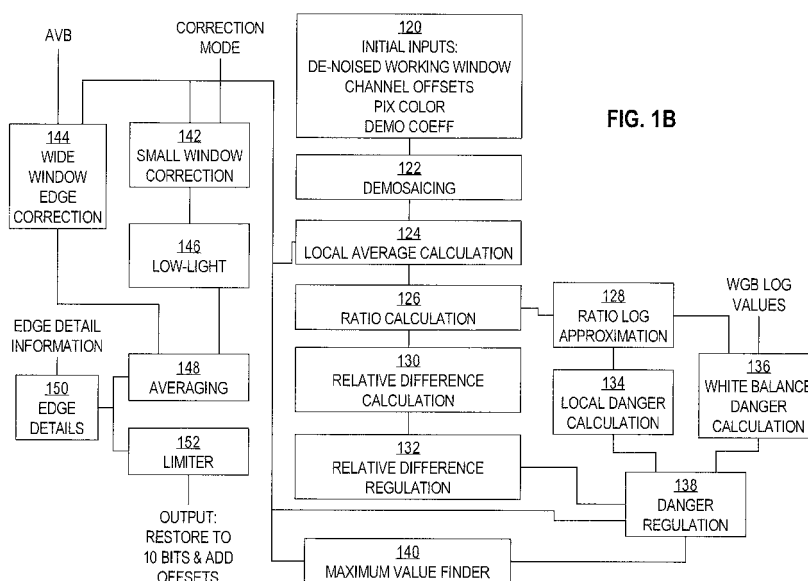 AVB
CORRECTION
MODE
120
INITIAL INPUTS:
DE-NOISED WORKING WINDOW
CHANNEL OFFSETS
PIX COLOR
DEMO COEFF
FIG. 1B
144
WIDE
WINDOW
EDGE
CORRECTION
142
SMALL WINDOW
CORRECTION
122
DEMOSAICING
146
LOW-LIGHT
124
LOCAL AVERAGE CALCULATION
126
RATIO CALCULATION
128
RATIO LOG
APPROXIMATION
WGB LOG
VALUES
EDGE DETAIL
INFORMATION
148
AVERAGING
130
RELATIVE DIFFERENCE
CALCULATION
134
LOCAL DANGER
CALCULATION
136
WHITE BALANCE
DANGER
CALCULATION
150
EDGE
DETAILS
152
LIMITER
132
RELATIVE DIFFERENCE
REGULATION
138
DANGER
REGULATION
OUTPUT:
RESTORE TO
10 BITS & ADD
OFFSETS
140
MAXIMUM VALUE FINDER